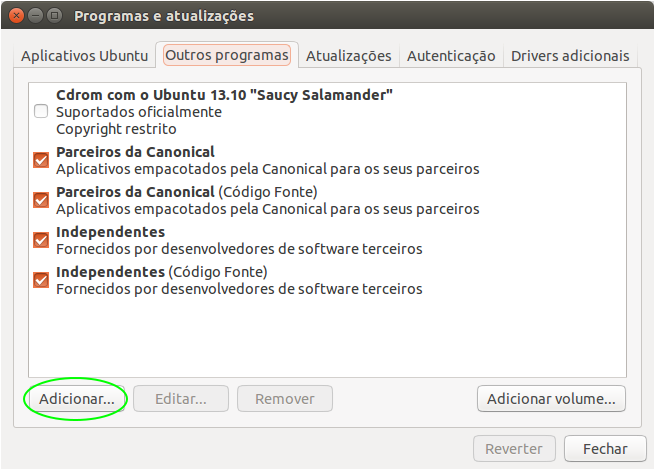 Programas e atualizações
Aplicativos Ubuntu Outros programas Atualizações Autenticação Drivers adicionais
Cdrom com o Ubuntu 13.10 "Saucy Salamander"
Suportados oficialmente
Copyright restrito
Parceiros da Canonical
Aplicativos empacotados pela Canonical para os seus parceiros
Parceiros da Canonical (Código Fonte)
Aplicativos empacotados pela Canonical para os seus parceiros
Independentes
Fornecidos por desenvolvedores de software terceiros
Independentes (Código Fonte)
Fornecidos por desenvolvedores de software terceiros
Adicionar... Editar... Remover Adicionar volume...
Reverter Fechar